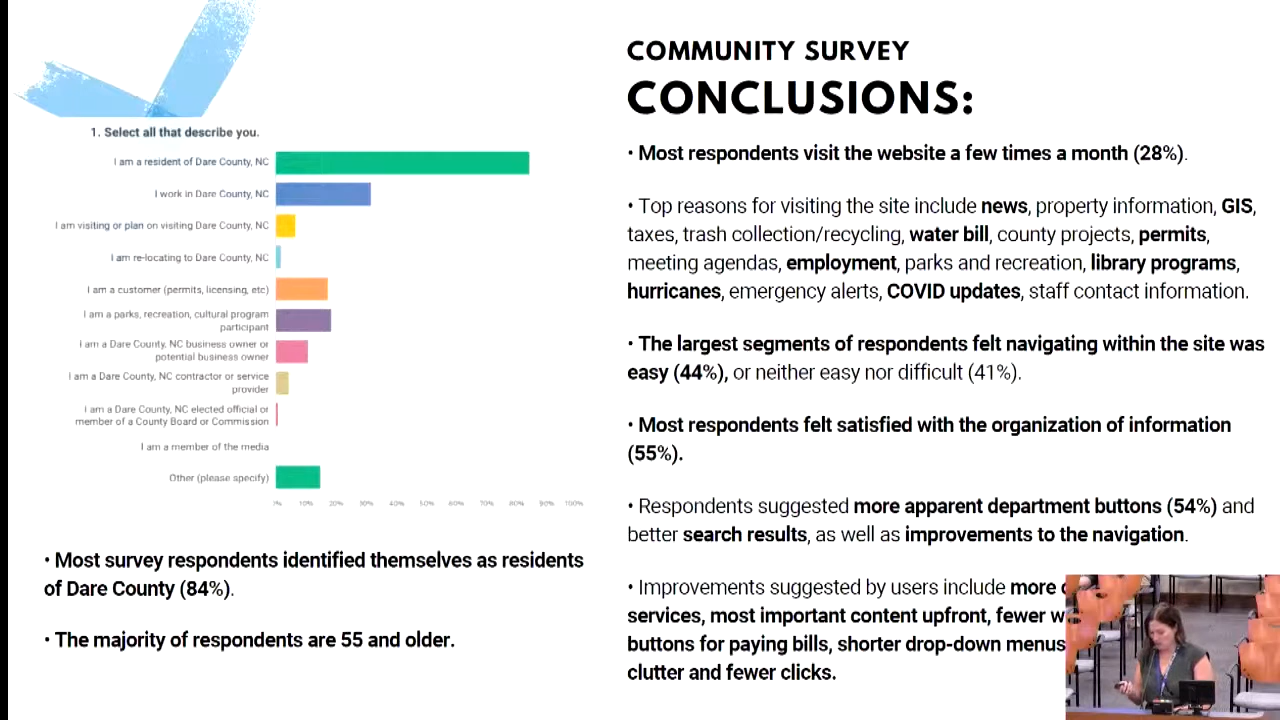 1. Select all that describe you.
I am a resident of Dare County, NC
I work in Dare County, NC
I am visiting or plan on visiting Dare County, NC
I am re-locating to Dare County, NC
I am a customer (permits, licensing, etc)
I am a parks, recreation, cultural program
participant
I am a Dare County, NC business owner or
potential business owner
I am a Dare County, NC contractor or service
provider
I am a Dare County, NC elected official or
member of a County Board or Commission
I am a member of the media
Other (please specify)
10% 20% 30% 40% 50% 60% 70% 80% 90% 100%
• Most survey respondents identified themselves as residents
of Dare County (84%).
• The majority of respondents are 55 and older.
COMMUNITY SURVEY
CONCLUSIONS:
• Most respondents visit the website a few times a month (28%).
• Top reasons for visiting the site include news, property information, GIS,
taxes, trash collection/recycling, water bill, county projects, permits,
meeting agendas, employment, parks and recreation, library programs,
hurricanes, emergency alerts, COVID updates, staff contact information.
• The largest segments of respondents felt navigating within the site was
easy (44%), or neither easy nor difficult (41%).
• Most respondents felt satisfied with the organization of information
(55%).
• Respondents suggested more apparent department buttons (54%) and
better search results, as well as improvements to the navigation.
• Improvements suggested by users include more
services, most important content upfront, fewer
buttons for paying bills, shorter drop-down menus
clutter and fewer clicks.